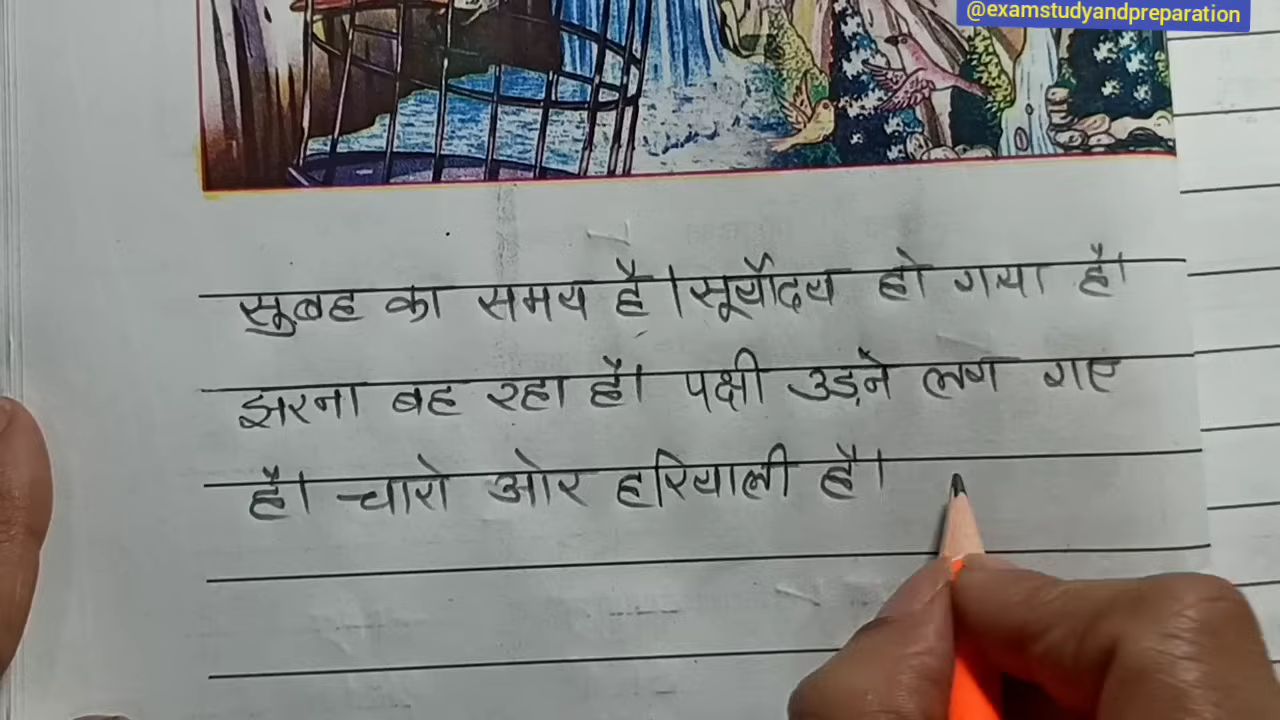 @examstudyandpreparation
सुबह का समय है। सूर्योदय हो गया है।
झरना बह रहा है। पक्षी उड़ने लग गए
है। चारो ओर हरियाली है।